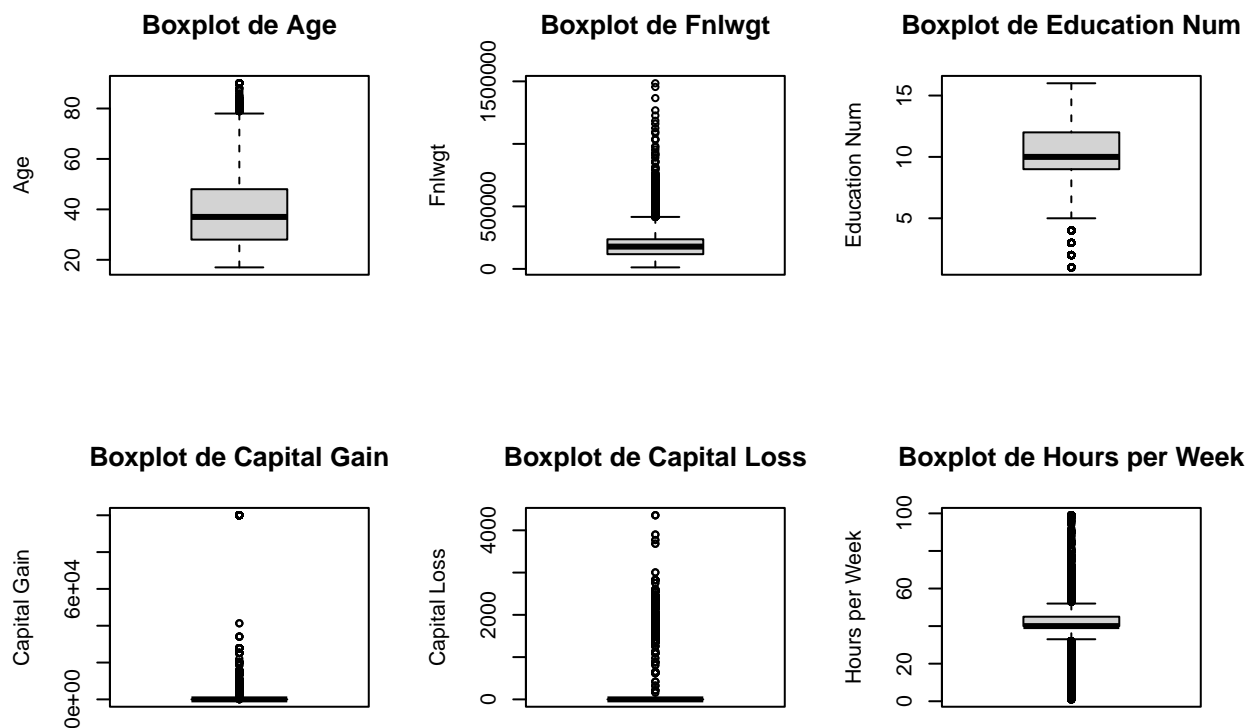 Boxplot de Age
Boxplot de Fnlwgt
Boxplot de Education Num
Age
20
40
60
80
Fnlwgt
0
500000
1500000
Education Num
5
10
15
Boxplot de Capital Gain
Boxplot de Capital Loss
Boxplot de Hours per Week
Capital Gain
0e+00
6e+04
Capital Loss
0
2000
4000
Hours per Week
0
20
60
100